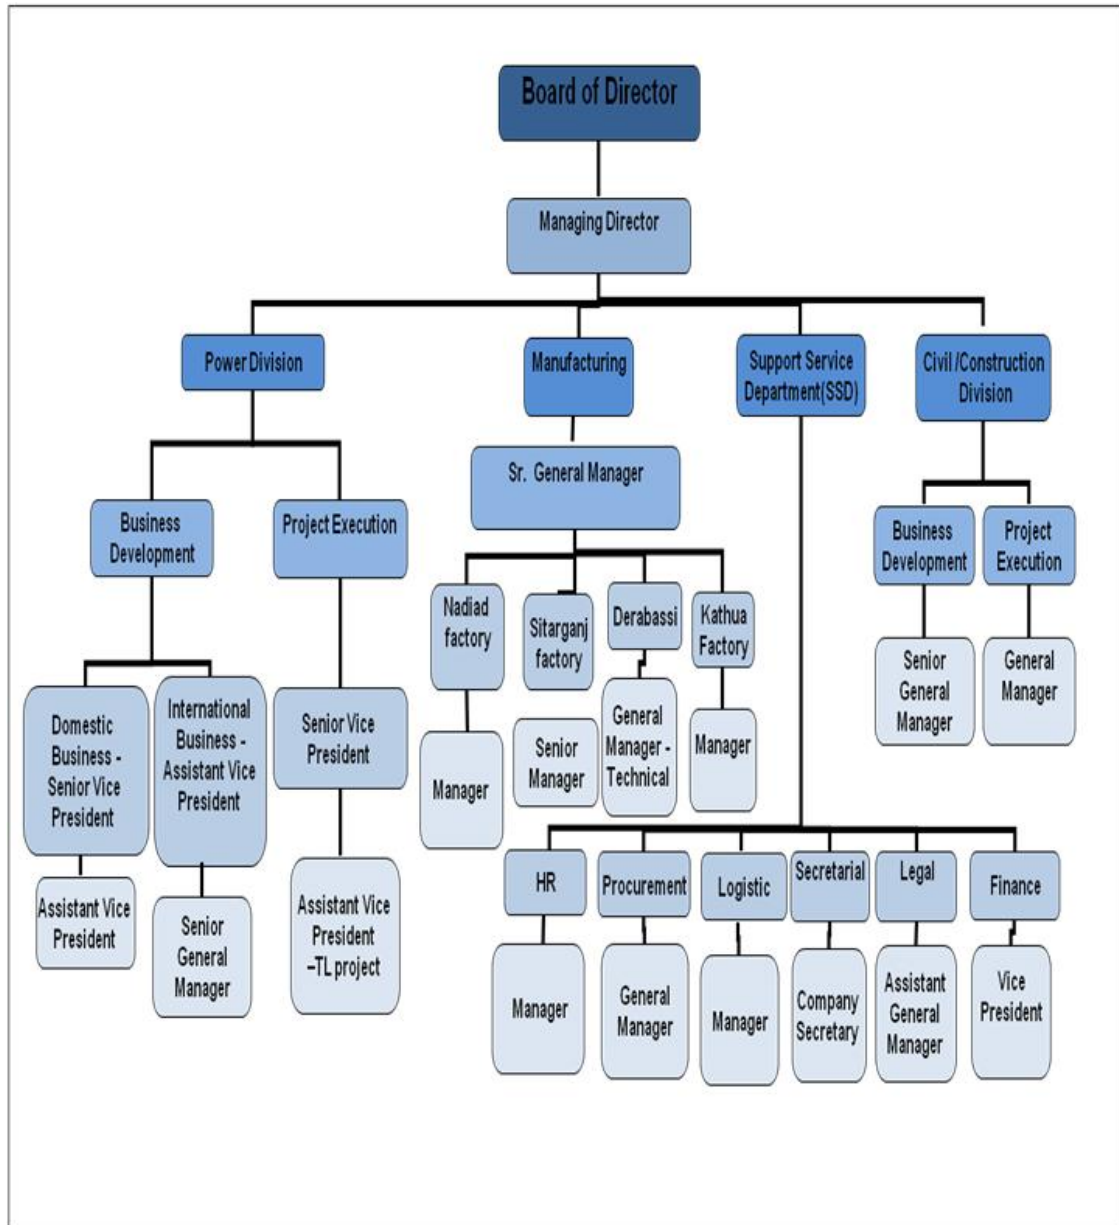 Board of Director
Managing Director
Power Division
Manufacturing
Support Service
Department(SSD)
Civil /Construction
Division
Sr. General Manager
Business
Development
Project Execution
Business
Development
Project
Execution
Nadiad
factory
Sitarganj
factory
Derabassi
Kathua
Factory
Senior
General
Manager
General
Manager
Domestic
Business -
Senior Vice
President
International
Business -
Assistant Vice
President
Senior Vice
President
Manager
Senior
Manager
General
Manager -
Technical
Manager
Assistant Vice
President
Senior
General
Manager
Assistant Vice
President
–TL project
HR
Procurement
Logistic
Secretarial
Legal
Finance
Manager
General
Manager
Manager
Company
Secretary
Assistant
General
Manager
Vice
President